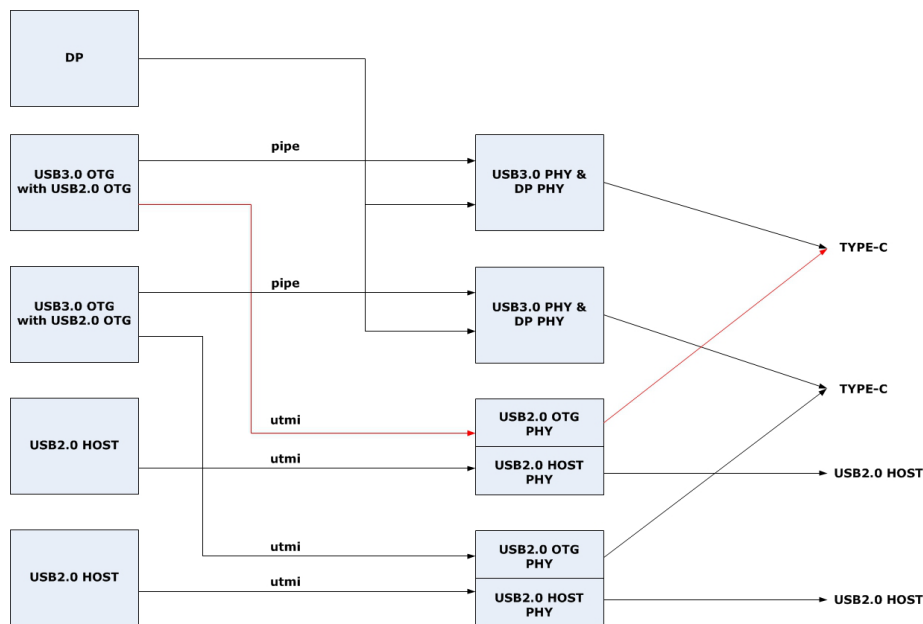 DP
USB3.0 OTG
with USB2.0 OTG
pipe
USB3.0 PHY &
DP PHY
TYPE-C
USB3.0 OTG
with USB2.0 OTG
pipe
USB3.0 PHY &
DP PHY
TYPE-C
USB2.0 HOST
utmi
USB2.0 OTG
PHY
utmi
USB2.0 HOST
PHY
USB2.0 HOST
USB2.0 HOST
utmi
USB2.0 OTG
PHY
utmi
USB2.0 HOST
PHY
USB2.0 HOST